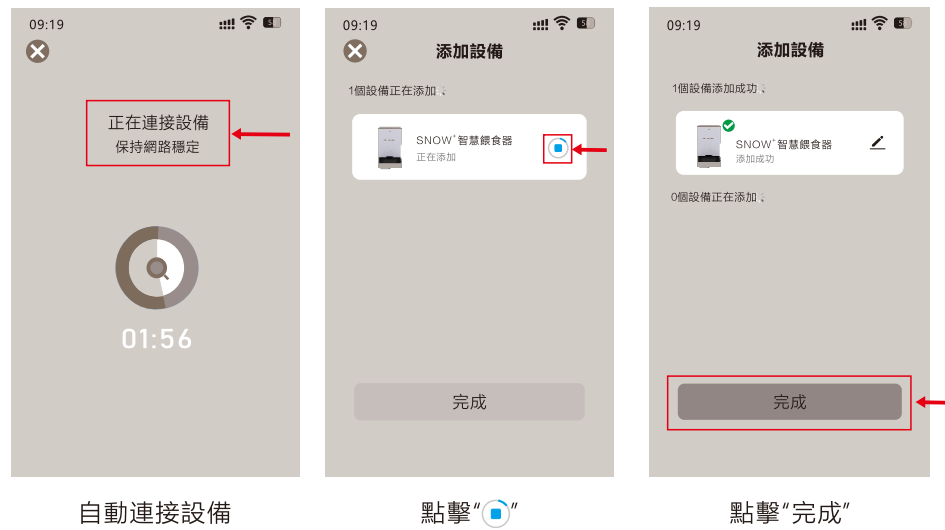 09:19
5
正在連接設備
保持網路穩定
01:56
自動連接設備
09:19
5
添加設備
1個設備正在添加
SNOW⁺智慧餵食器
正在添加
完成
點擊“ ”
09:19
5
添加設備
1個設備添加成功
SNOW⁺智慧餵食器
添加成功
0個設備正在添加
完成
點擊“完成”